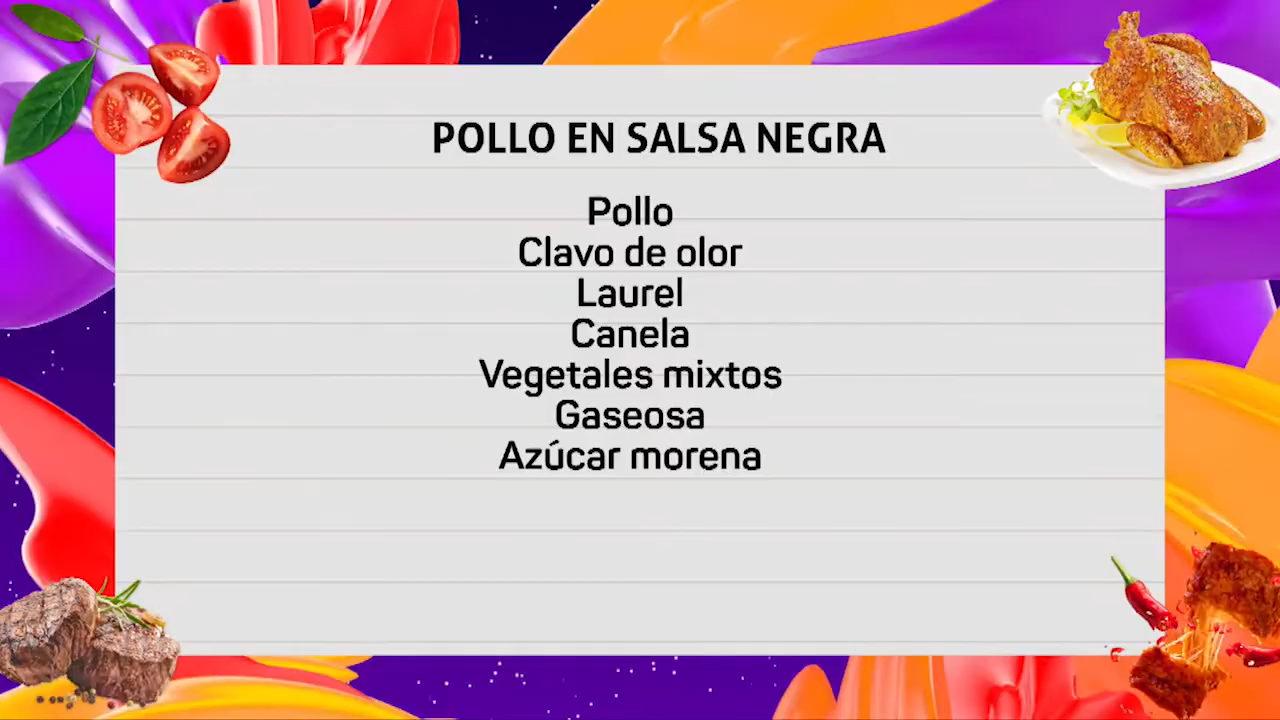 POLLO EN SALSA NEGRA
Pollo
Clavo de olor
Laurel
Canela
Vegetales mixtos
Gaseosa
Azúcar morena